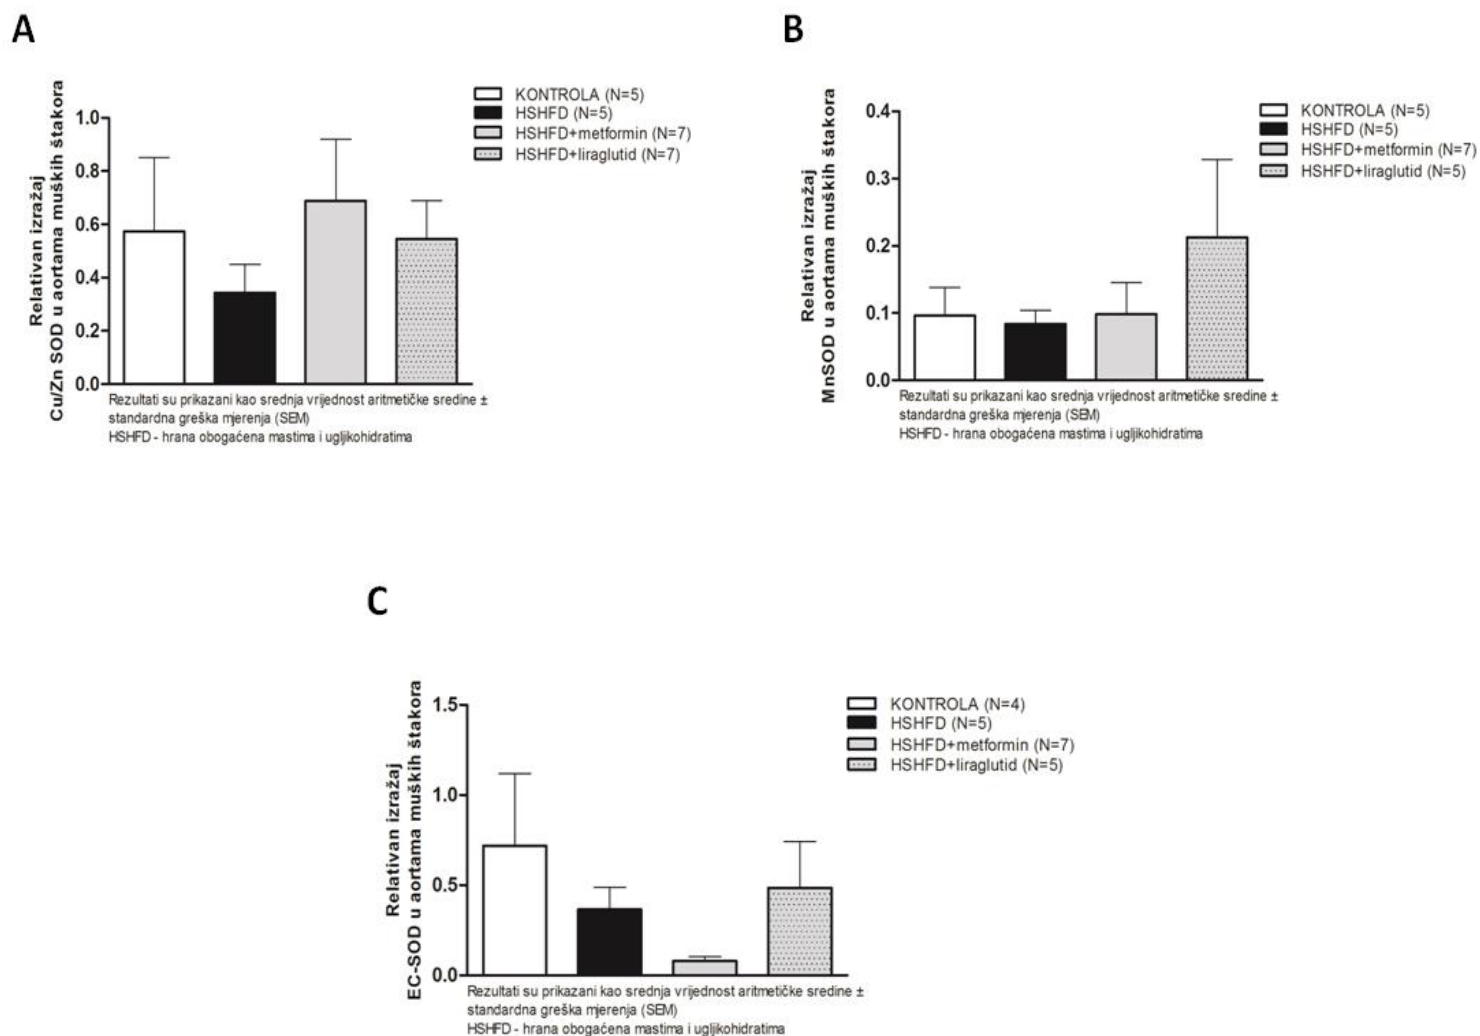 A
Relativan izražaj
Cu/Zn SOD u aortama muških štakora
1.0
0.8
0.6
0.4
0.2
0.0
KONTROLA (N=5)
HSHFD (N=5)
HSHFD+metformin (N=7)
HSHFD+liraglutid (N=7)
Rezultati su prikazani kao srednja vrijednost aritmetičke sredine ±
standardna greška mjerenja (SEM)
HSHFD - hrana obogaćena mastima i ugljikohidratima
B
Relativan izražaj
MnSOD u aortama muških štakora
0.4
0.3
0.2
0.1
0.0
KONTROLA (N=5)
HSHFD (N=5)
HSHFD+metformin (N=7)
HSHFD+liraglutid (N=5)
Rezultati su prikazani kao srednja vrijednost aritmetičke sredine ±
standardna greška mjerenja (SEM)
HSHFD - hrana obogaćena mastima i ugljikohidratima
C
Relativan izražaj
EC-SOD u aortama muških štakora
1.5
1.0
0.5
0.0
KONTROLA (N=4)
HSHFD (N=5)
HSHFD+metformin (N=7)
HSHFD+liraglutid (N=5)
Rezultati su prikazani kao srednja vrijednost aritmetičke sredine ±
standardna greška mjerenja (SEM)
HSHFD - hrana obogaćena mastima i ugljikohidratima